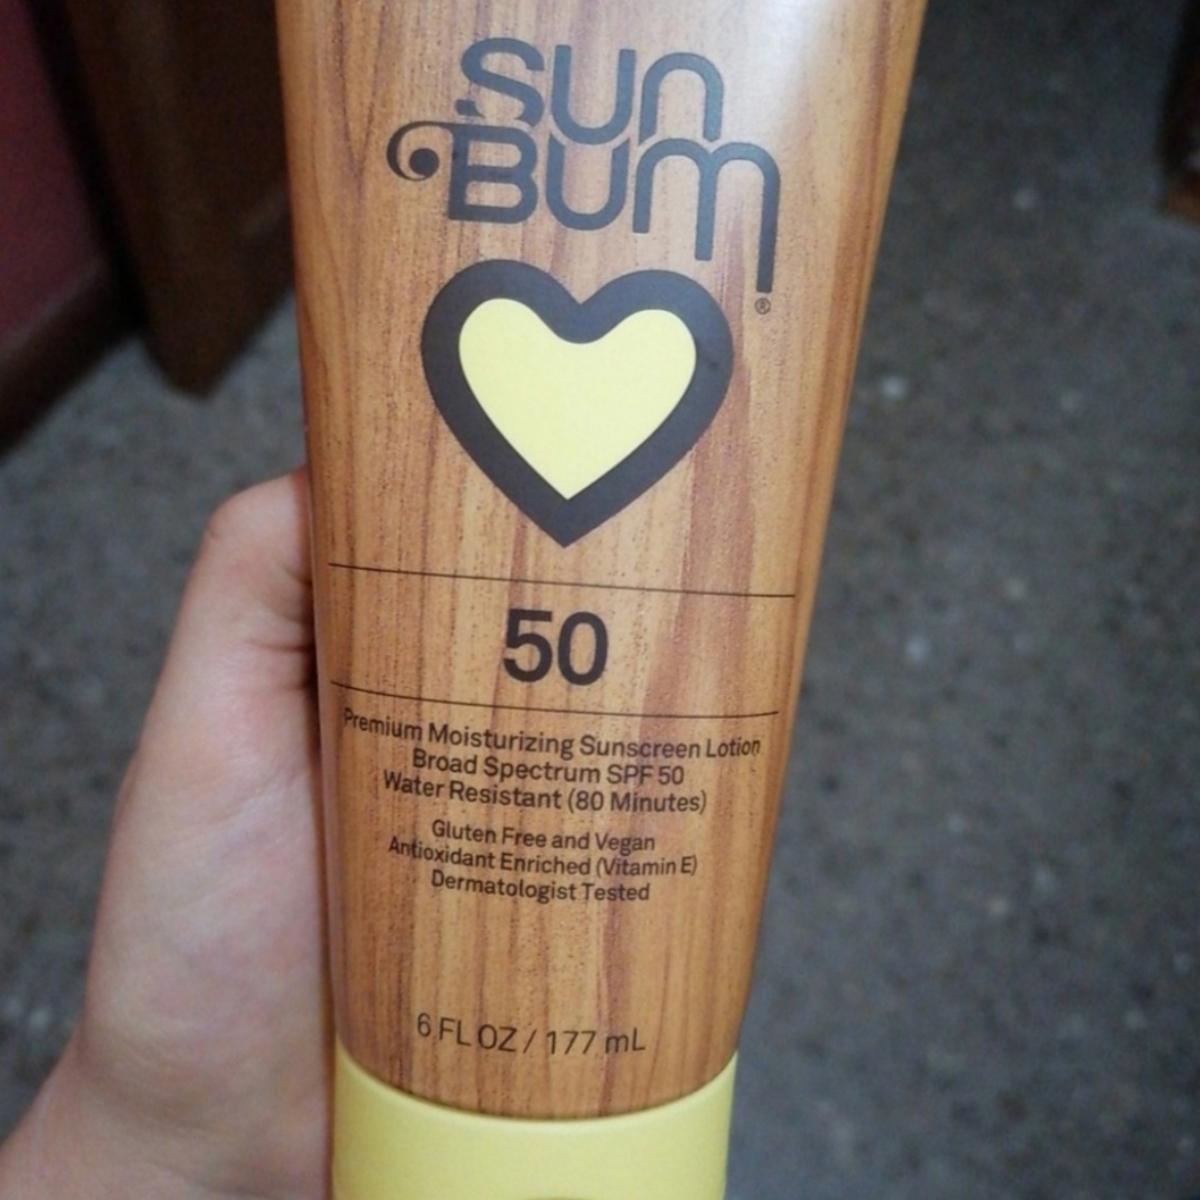 Sun
Bum®
50
Premium Moisturizing Sunscreen Lotion
Broad Spectrum SPF 50
Water Resistant (80 Minutes)
Gluten Free and Vegan
Antioxidant Enriched (Vitamin E)
Dermatologist Tested
6 FL OZ / 177 mL